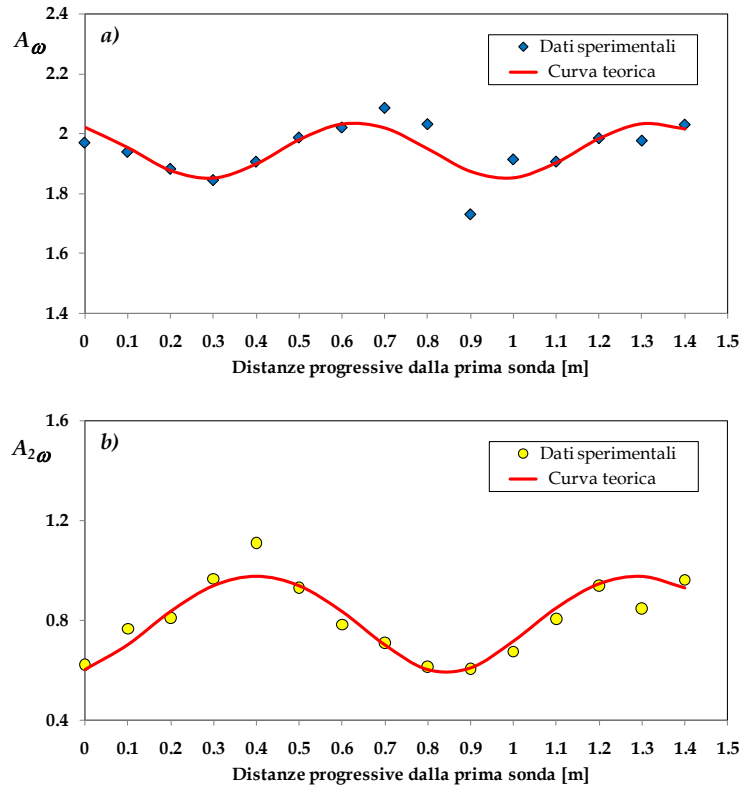 2.4
a)
Aω
Dati sperimentali
Curva teorica
2.2
2
1.8
1.6
1.4
0 0.1 0.2 0.3 0.4 0.5 0.6 0.7 0.8 0.9 1 1.1 1.2 1.3 1.4 1.5
Distanze progressive dalla prima sonda [m]
1.6
b)
A2ω
Dati sperimentali
Curva teorica
1.2
0.8
0.4
0 0.1 0.2 0.3 0.4 0.5 0.6 0.7 0.8 0.9 1 1.1 1.2 1.3 1.4 1.5
Distanze progressive dalla prima sonda [m]